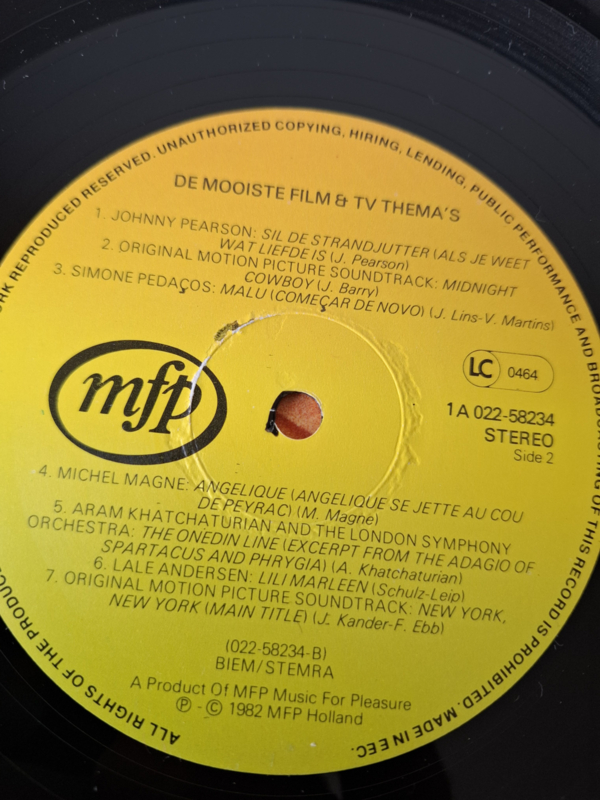 DE MOOISTE FILM & TV THEMA'S
1. JOHNNY PEARSON: SIL DE STRANDJUTTER (ALS JE WEET
WAT LIEFDE IS (J. Pearson)
2. ORIGINAL MOTION PICTURE SOUNDTRACK: MIDNIGHT
COWBOY (J. Barry)
3. SIMONE PEDAÇOS: MALU (COMEÇAR DE NOVO) (J. Lins-V. Martins)
mfp
LC 0464
1A 022-58234
STEREO
Side 2
4. MICHEL MAGNE: ANGELIQUE (ANGELIQUE SE JETTE AU COU
DE PEYRAC) (M. Magne)
5. ARAM KHATCHATURIAN AND THE LONDON SYMPHONY
ORCHESTRA: THE ONEDIN LINE (EXCERPT FROM THE ADAGIO OF
SPARTACUS AND PHRYGIA) (A. Khatchaturian)
6. LALE ANDERSEN: LILI MARLEEN (Schulz-Leip)
7. ORIGINAL MOTION PICTURE SOUNDTRACK: NEW YORK,
NEW YORK (MAIN TITLE) (J. Kander-F. Ebb)
(022-58234-B)
BIEM/STEMRA
A Product Of MFP Music For Pleasure
Ⓟ - © 1982 MFP Holland
ALL RIGHTS OF THE PRODUC
RK REPRODUCED RESERVED. UNAUTHORIZED COPYING, HIRING, LENDING, PUBLIC PERFORMANCE AND BROADCASTING OF THIS RECORD IS PROHIBITED. MADE IN EEC.